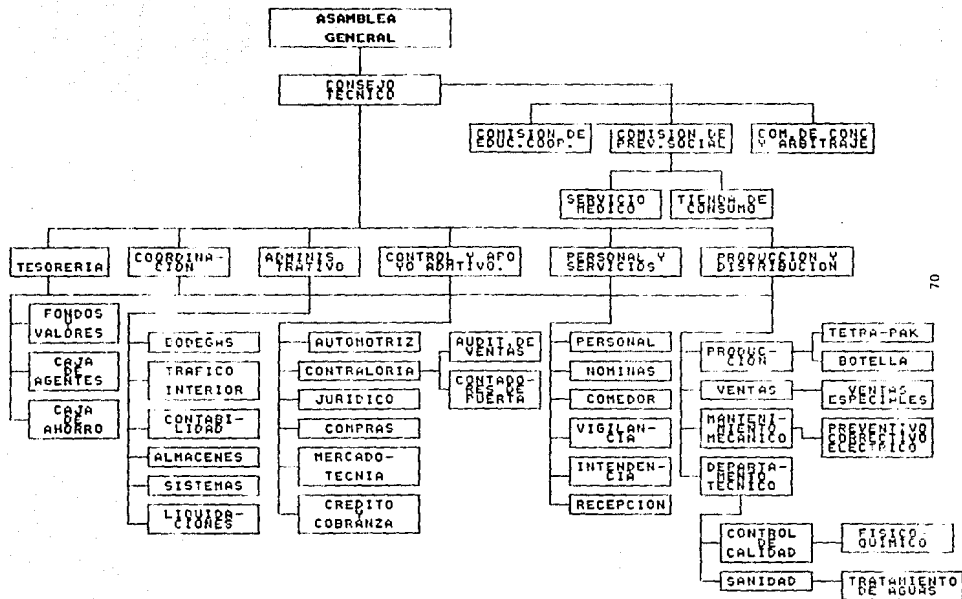 ASAMBLEA
GENERAL
CONSEJO
TECNICO
COMISION DE
EDUC.COOP.
COMISION DE
PREV.SOCIAL
COM.DE CONC
Y ARBITRAJE
SERVICIO
MEDICO
TIENDA DE
CONSUMO
TESORERIA
COORDINA-
CION
ADMINIS
TRATIVO
CONTROL Y APO
YO ADMTIVO.
PERSONAL Y
SERVICIOS
PRODUCCION Y
DISTRIBUCION
FONDOS
Y
VALORES
CAJA
DE
AGENTES
CAJA
DE
AHORRO
BODEGAS
TRAFICO
INTERIOR
CONTABI-
LIDAD
ALMACENES
SISTEMAS
LIQUIDA-
CIONES
AUTOMOTRIZ
CONTRALORIA
JURIDICO
COMPRAS
MERCADO-
TECNIA
CREDITO
Y
COBRANZA
AUDIT.DE
VENTAS
CONTADO-
RES DE
PUERTA
PERSONAL
NOMINAS
COMEDOR
VIGILAN-
CIA
INTENDEN-
CIA
RECEPCION
PRODUC-
CION
VENTAS
MANTENI-
MIENTO
MECANICO
DEPARTA-
MENTO
TECNICO
TETRA-PAK
BOTELLA
VENTAS
ESPECIALES
PREVENTIVO
CORRECTIVO
ELECTRICO
CONTROL
DE
CALIDAD
FISICO-
QUIMICO
SANIDAD
TRATAMIENTO
DE AGUAS
70